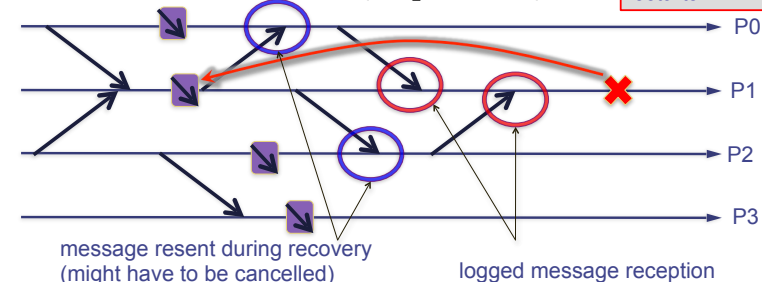 P0
P1
P2
P3
message resent during recovery
(might have to be cancelled)
logged message reception